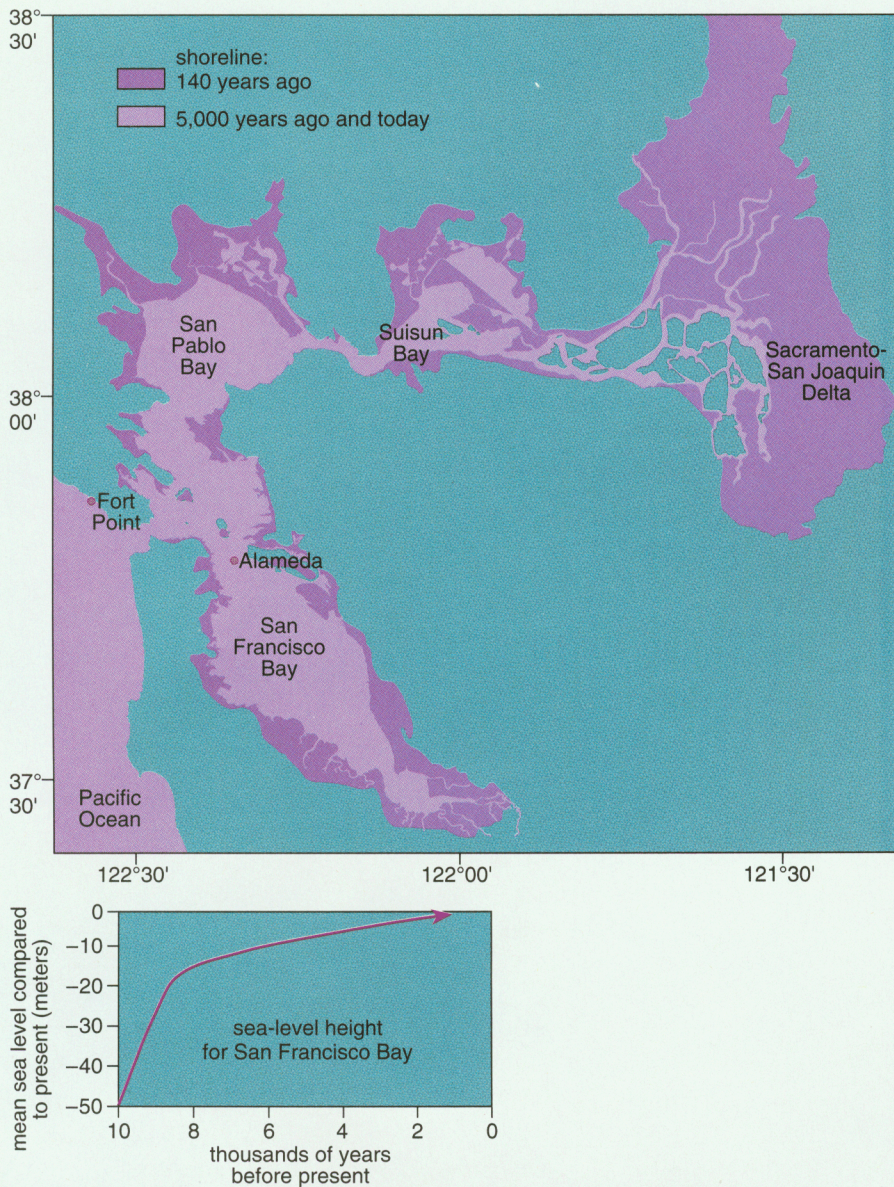 38°
30'
shoreline:
140 years ago
5,000 years ago and today
San
Pablo
Bay
Suisun
Bay
Sacramento-
San Joaquin
Delta
38°
00'
Fort
Point
Alameda
San
Francisco
Bay
37°
30'
Pacific
Ocean
122°30'
122°00'
121°30'
mean sea level compared
to present (meters)
0
−10
−20
−30
−40
−50
sea-level height
for San Francisco Bay
10
8
6
4
2
0
thousands of years
before present